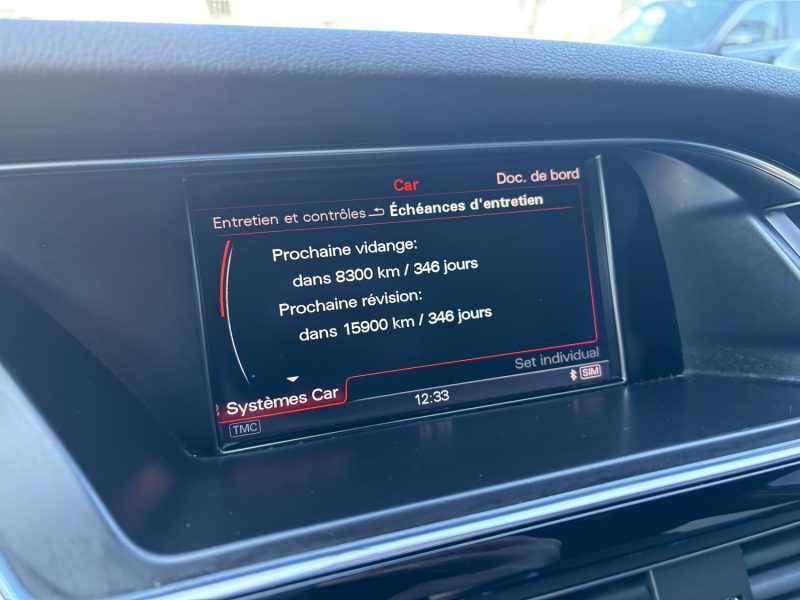 Car
Doc. de bord
Entretien et contrôles Échéances d'entretien
Prochaine vidange:
dans 8300 km / 346 jours
Prochaine révision:
dans 15900 km / 346 jours
Set individual
Systèmes Car
12:33
SIM
TMC